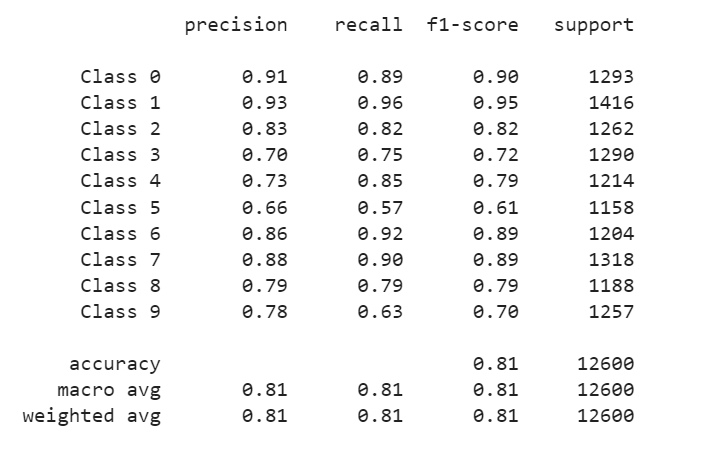 precision recall f1-score support
Class 0 0.91 0.89 0.90 1293
Class 1 0.93 0.96 0.95 1416
Class 2 0.83 0.82 0.82 1262
Class 3 0.70 0.75 0.72 1290
Class 4 0.73 0.85 0.79 1214
Class 5 0.66 0.57 0.61 1158
Class 6 0.86 0.92 0.89 1204
Class 7 0.88 0.90 0.89 1318
Class 8 0.79 0.79 0.79 1188
Class 9 0.78 0.63 0.70 1257
accuracy 0.81 12600
macro avg 0.81 0.81 0.81 12600
weighted avg 0.81 0.81 0.81 12600